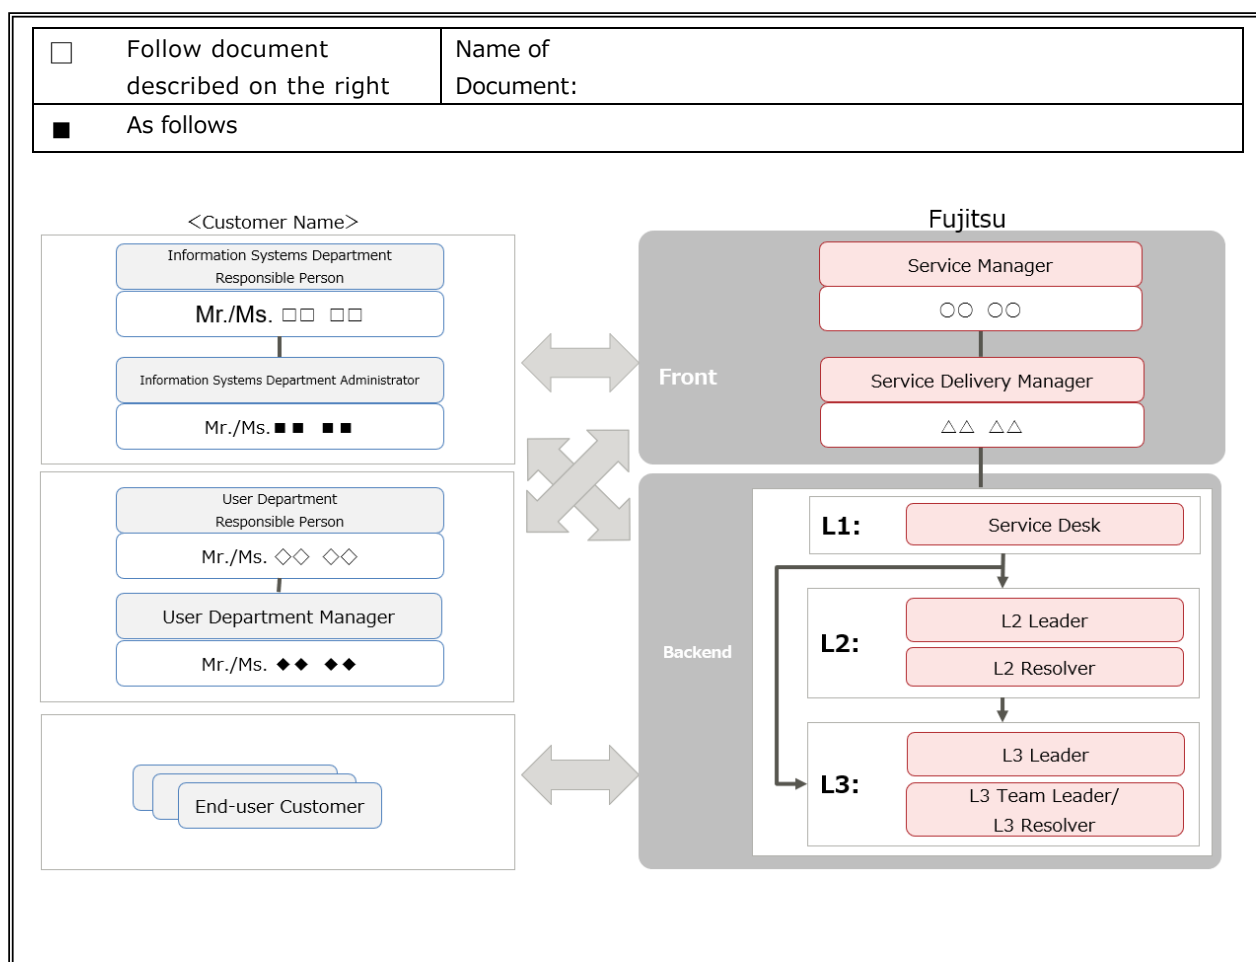 □ Follow document
described on the right
Name of
Document:
■ As follows
<Customer Name>
Information Systems Department
Responsible Person
Mr./Ms. □□ □□
Information Systems Department Administrator
Mr./Ms. ■■ ■■
User Department
Responsible Person
Mr./Ms. ◇◇ ◇◇
User Department Manager
Mr./Ms. ◆◆ ◆◆
End-user Customer
Fujitsu
Front
Service Manager
○○ ○○
Service Delivery Manager
△△ △△
Backend
L1:
Service Desk
L2:
L2 Leader
L2 Resolver
L3:
L3 Leader
L3 Team Leader/
L3 Resolver